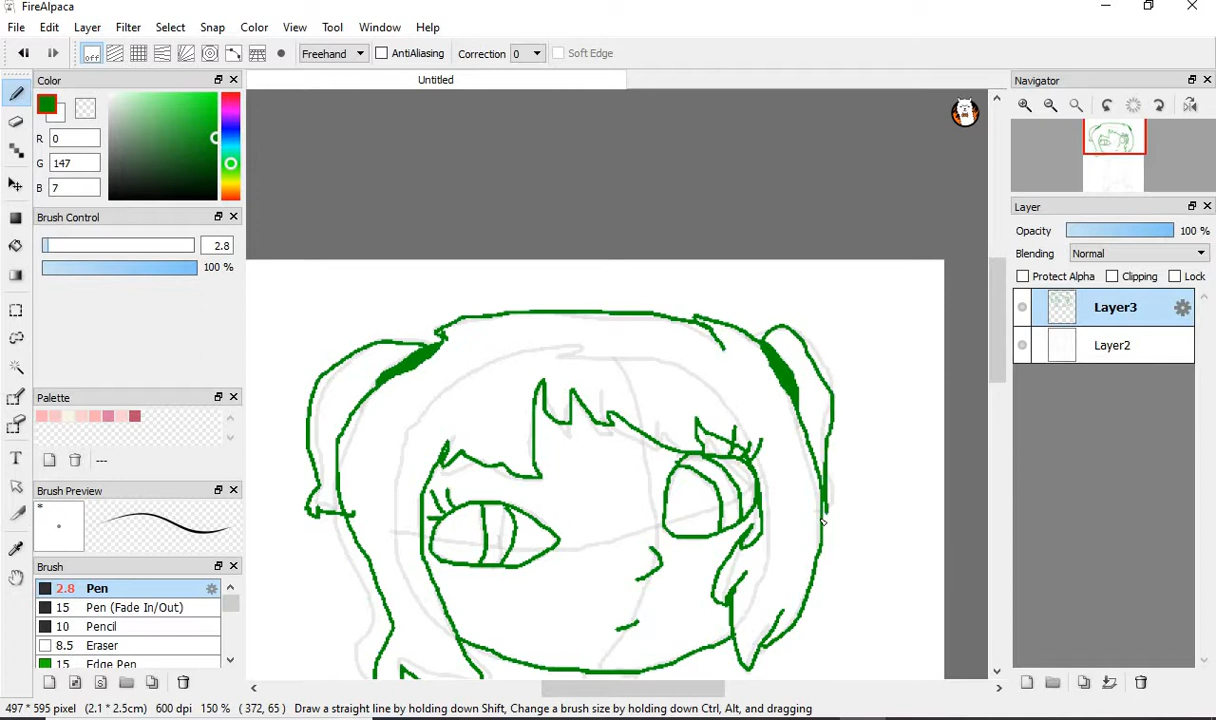 FireAlpaca
File Edit Layer Filter Select Snap Color View Tool Window Help
off Freehand AntiAliasing Correction 0 Soft Edge
Color
R 0
G 147
B 7
Brush Control
2.8
100 %
Palette
---
Brush Preview
*
Brush
2.8 Pen
15 Pen (Fade In/Out)
10 Pencil
8.5 Eraser
15 Edge Pen
Untitled
Navigator
Layer
Opacity 100 %
Blending Normal
Protect Alpha Clipping Lock
Layer3
Layer2
497 * 595 pixel (2.1 * 2.5cm) 600 dpi 150 % ( 372, 65 ) Draw a straight line by holding down Shift, Change a brush size by holding down Ctrl, Alt, and dragging